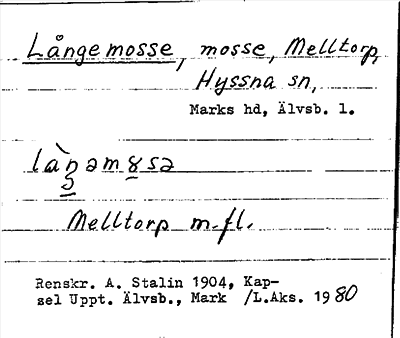 Långemosse, mosse, Melltorp,
Hyssna sn,
Marks hd, Älvsb. l.
Melltorp m.fl.
Renskr. A. Stalin 1904, Kap-
sel Uppt. Älvsb., Mark /L.Aks. 1980